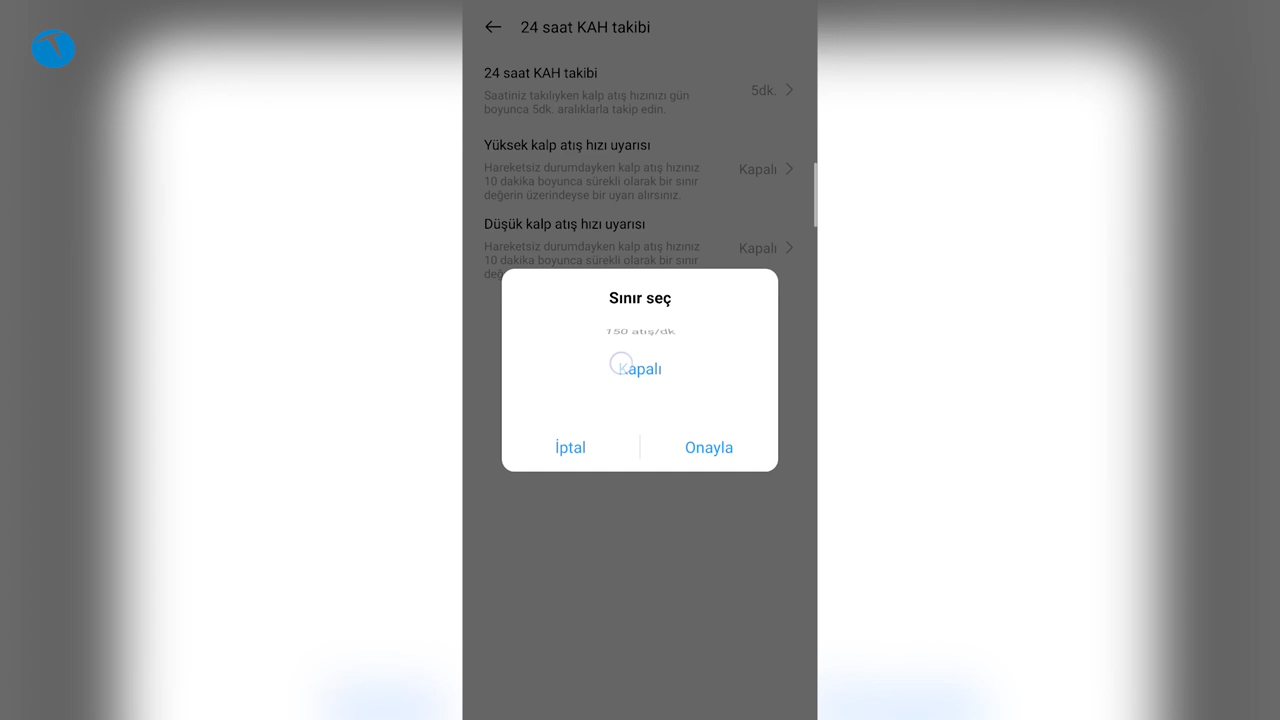 24 saat KAH takibi
24 saat KAH takibi
Saatiniz takılıyken kalp atış hızınızı gün
boyunca 5dk. aralıklarla takip edin.
5dk.
Yüksek kalp atış hızı uyarısı
Hareketsiz durumdayken kalp atış hızınız
10 dakika boyunca sürekli olarak bir sınır
değerin üzerindeyse bir uyarı alırsınız.
Kapalı
Düşük kalp atış hızı uyarısı
Hareketsiz durumdayken kalp atış hızınız
10 dakika boyunca sürekli olarak bir sınır
Kapalı
Sınır seç
150 atış/dk
Kapalı
İptal
Onayla